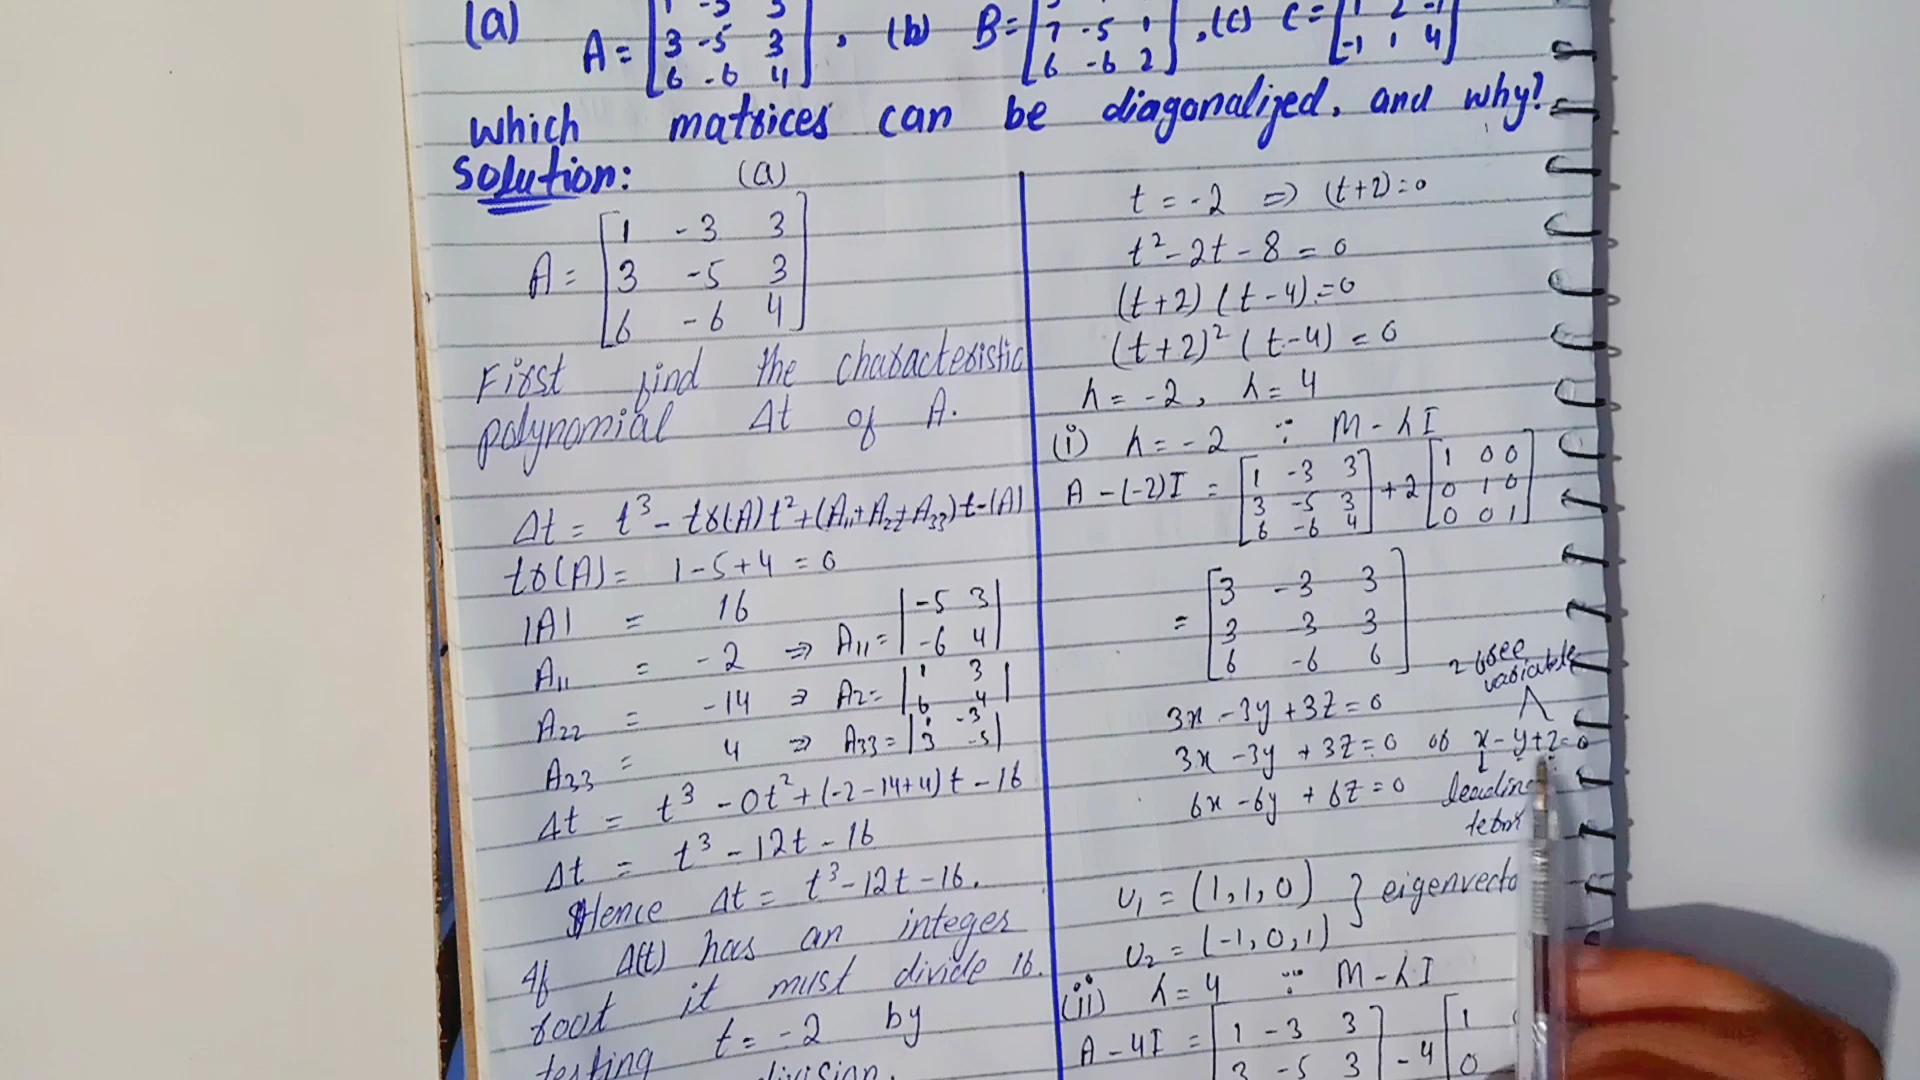 (a) A = [1 -3 3
3 -5 3
6 -6 4] , (b) B = [
7 -5 1
6 -6 2] , (c) C = [
1 2 -1
-1 1 4]
which matrices can be diagonalized, and why?
Solution: (a)
A = [1 -3 3
3 -5 3
6 -6 4]
First find the characteristic
polynomial Δt of A.
Δt = t³ - tr(A)t² + (A₁₁+A₂₂+A₃₃)t - |A|
tr(A) = 1-5+4 = 0
|A| = 16
A₁₁ = -2 ⇒ A₁₁ = |-5 3
-6 4|
A₂₂ = -14 ⇒ A₂ = |1 3
6 4|
A₃₃ = 4 ⇒ A₃₃ = |1 -3
3 -5|
Δt = t³ - 0t² + (-2-14+4)t - 16
Δt = t³ - 12t - 16
Hence Δt = t³-12t-16.
If Δ(t) has an integer
root it must divide 16.
testing t = -2 by
division.
t = -2 ⇒ (t+2)=0
t² - 2t - 8 = 0
(t+2) (t-4) = 0
(t+2)² (t-4) = 0
λ = -2, λ = 4
(i) λ = -2 ∵ M - λI
A - (-2)I = [1 -3 3
3 -5 3
6 -6 4] + 2 [1 0 0
0 1 0
0 0 1]
= [3 -3 3
3 -3 3
6 -6 6]
2 free
variable
3x - 3y + 3z = 0
3x - 3y + 3z = 0 or x - y + z = 0
6x - 6y + 6z = 0 leading
term
υ₁ = (1,1,0) } eigenvecto
υ₂ = (-1,0,1)
(ii) λ = 4 ∵ M - λI
A - 4I = [1 -3 3
3 -5 3] - 4 [1
0